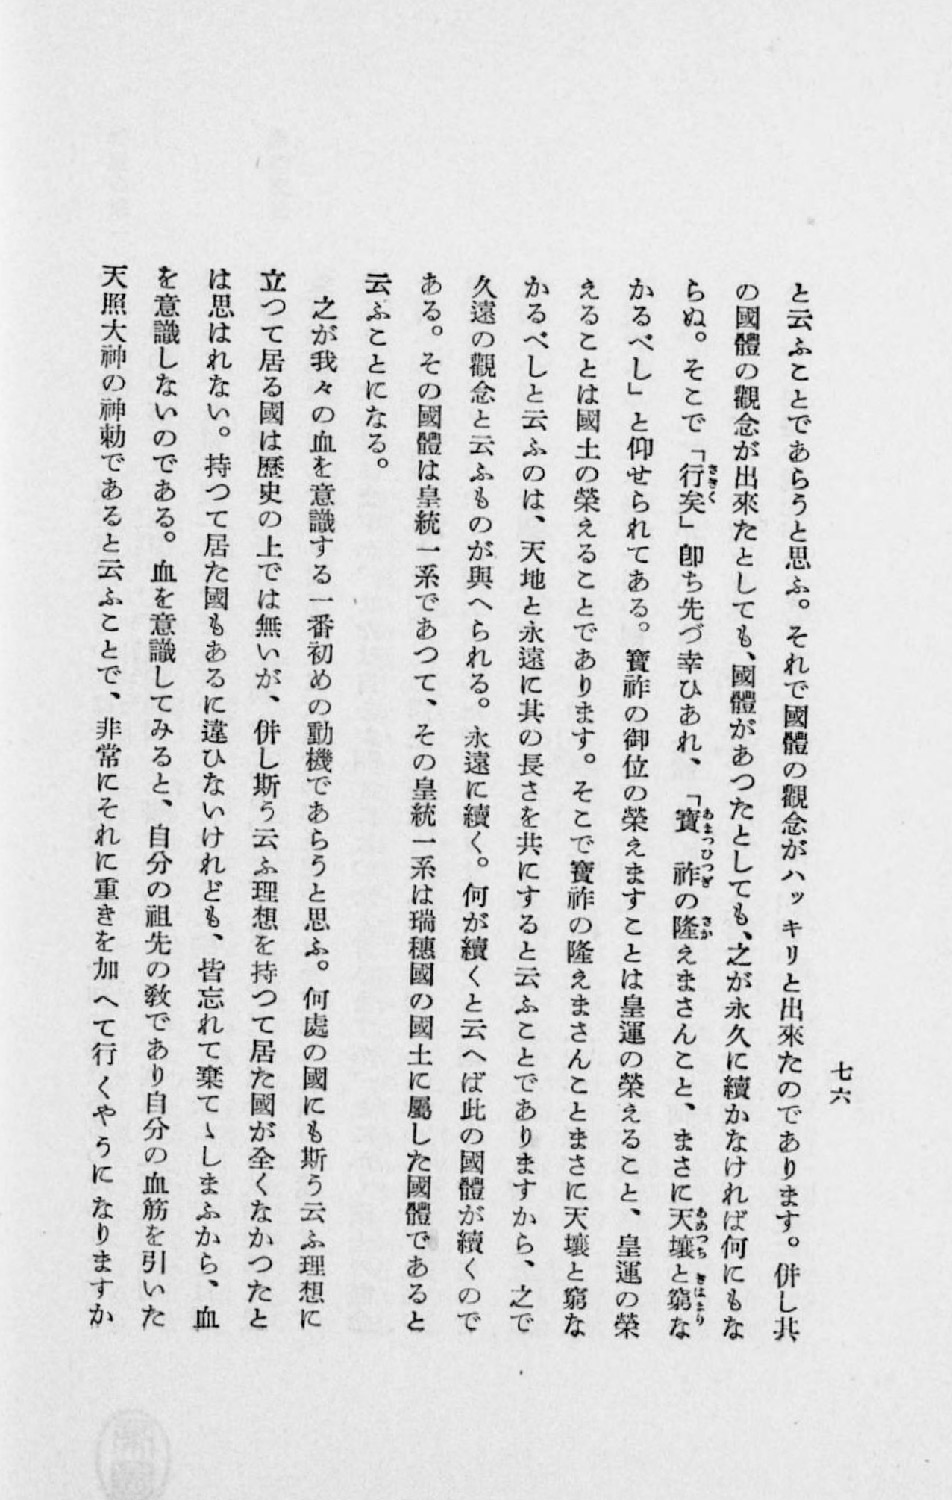 七六
と云ふことであらうと思ふ。それで國體の觀念がハッキリと出來たのであります。併し其
の國體の觀念が出來たとしても、國體があつたとしても、之が永久に續かなければ何にもな
らぬ。そこで「行矣」卽ち先づ幸ひあれ、「寶祚の隆えまさんこと、まさに天壤と窮な
かるべし」と仰せられてある。寶祚の御位の榮えますことは皇運の榮えること、皇運の榮
えることは國土の榮えることであります。そこで寶祚の隆えまさんことまさに天壤と窮な
かるべしと云ふのは、天地と永遠に其の長さを共にすると云ふことでありますから、之で
久遠の觀念と云ふものが與へられる。永遠に續く。何が續くと云へば此の國體が續くので
ある。その國體は皇統一系であつて、その皇統一系は瑞穗國の國土に屬した國體であると
云ふことになる。
之が我々の血を意識する一番初めの動機であらうと思ふ。何處の國にも斯う云ふ理想に
立つて居る國は歷史の上では無いが、併し斯う云ふ理想を持つて居た國が全くなかつたと
は思はれない。持つて居た國もあるに違ひないけれども、皆忘れて棄てゝしまふから、血
を意識しないのである。血を意識してみると、自分の祖先の敎であり自分の血筋を引いた
天照大神の神勅であると云ふことで、非常にそれに重きを加へて行くやうになりますか